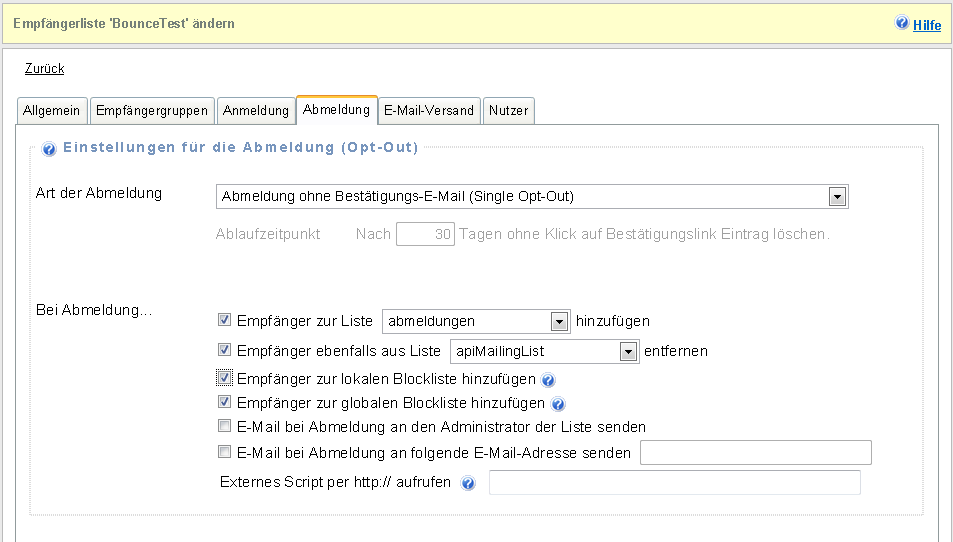 Empfängerliste 'BounceTest' ändern
Hilfe
Zurück
Allgemein Empfängergruppen Anmeldung Abmeldung E-Mail-Versand Nutzer
Einstellungen für die Abmeldung (Opt-Out)
Art der Abmeldung Abmeldung ohne Bestätigungs-E-Mail (Single Opt-Out)
Ablaufzeitpunkt Nach 30 Tagen ohne Klick auf Bestätigungslink Eintrag löschen.
Bei Abmeldung...
Empfänger zur Liste abmeldungen hinzufügen
Empfänger ebenfalls aus Liste apiMailingList entfernen
Empfänger zur lokalen Blockliste hinzufügen
Empfänger zur globalen Blockliste hinzufügen
E-Mail bei Abmeldung an den Administrator der Liste senden
E-Mail bei Abmeldung an folgende E-Mail-Adresse senden
Externes Script per http:// aufrufen